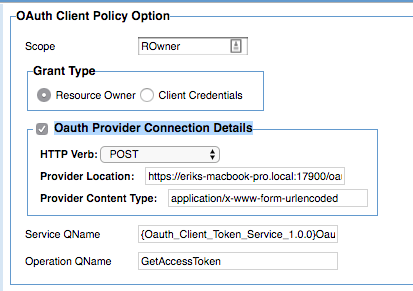 OAuth Client Policy Option
Scope ROwner
Grant Type
Resource Owner Client Credentials
Oauth Provider Connection Details
HTTP Verb: POST
Provider Location: https://eriks-macbook-pro.local:17900/oa
Provider Content Type: application/x-www-form-urlencoded
Service QName {Oauth_Client_Token_Service_1.0.0}Oau
Operation QName GetAccessToken